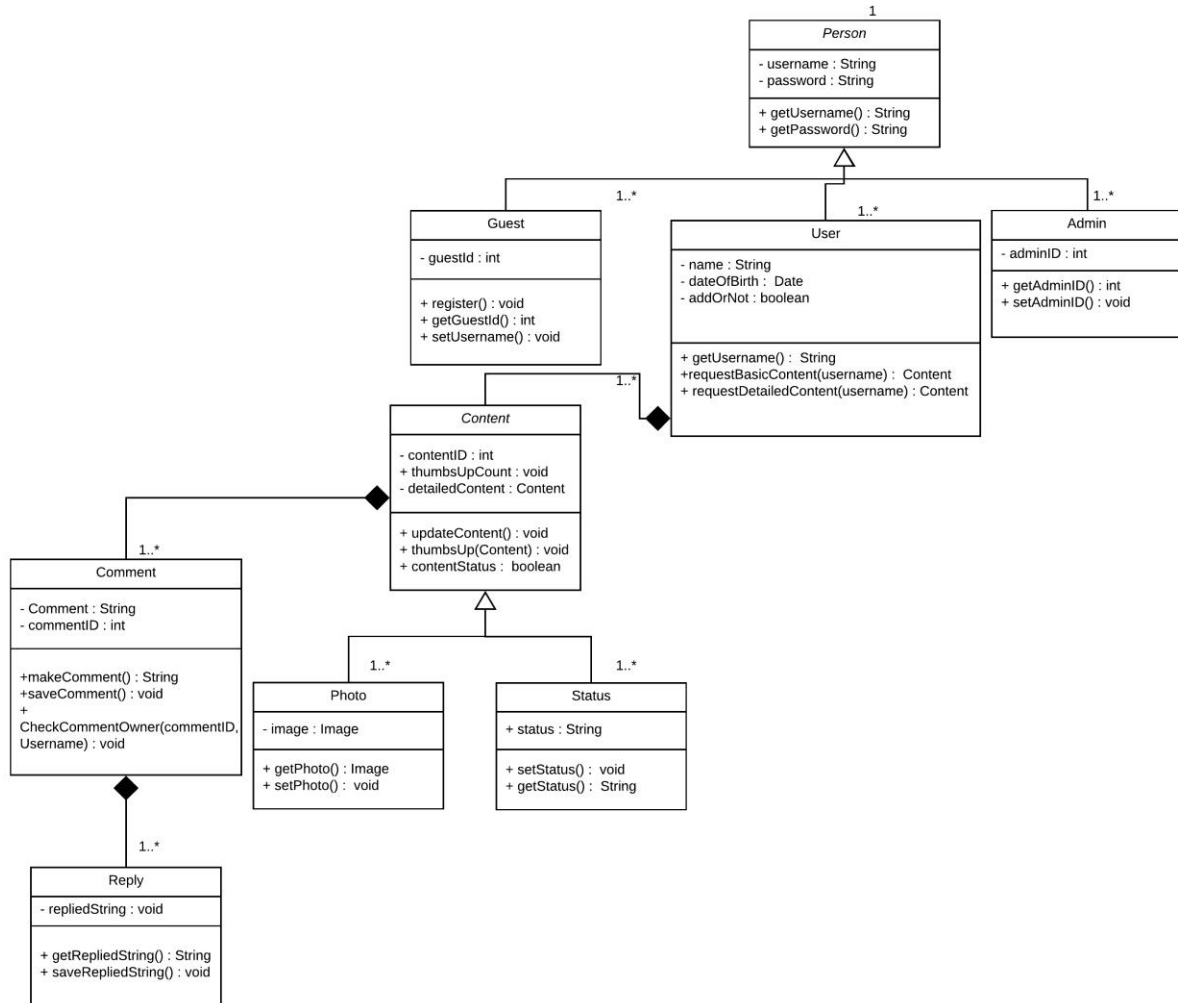 1
Person
- username : String
- password : String
+ getUsername() : String
+ getPassword() : String
1..*
1..*
1..*
Guest
- guestId : int
+ register() : void
+ getGuestId() : int
+ setUsername() : void
User
- name : String
- dateOfBirth :  Date
- addOrNot : boolean
+ getUsername() :  String
+requestBasicContent(username) :  Content
+ requestDetailedContent(username) : Content
Admin
- adminID : int
+ getAdminID() : int
+ setAdminID() : void
1..*
Content
- contentID : int
+ thumbsUpCount : void
- detailedContent : Content
+ updateContent() : void
+ thumbsUp(Content) : void
+ contentStatus :  boolean
1..*
Comment
- Comment : String
- commentID : int
+makeComment() : String
+saveComment() : void
+
CheckCommentOwner(commentID,
Username) : void
1..*
Photo
- image : Image
+ getPhoto() : Image
+ setPhoto() :  void
1..*
Status
+ status : String
+ setStatus() :  void
+ getStatus() :  String
1..*
Reply
- repliedString : void
+ getRepliedString() : String
+ saveRepliedString() : void